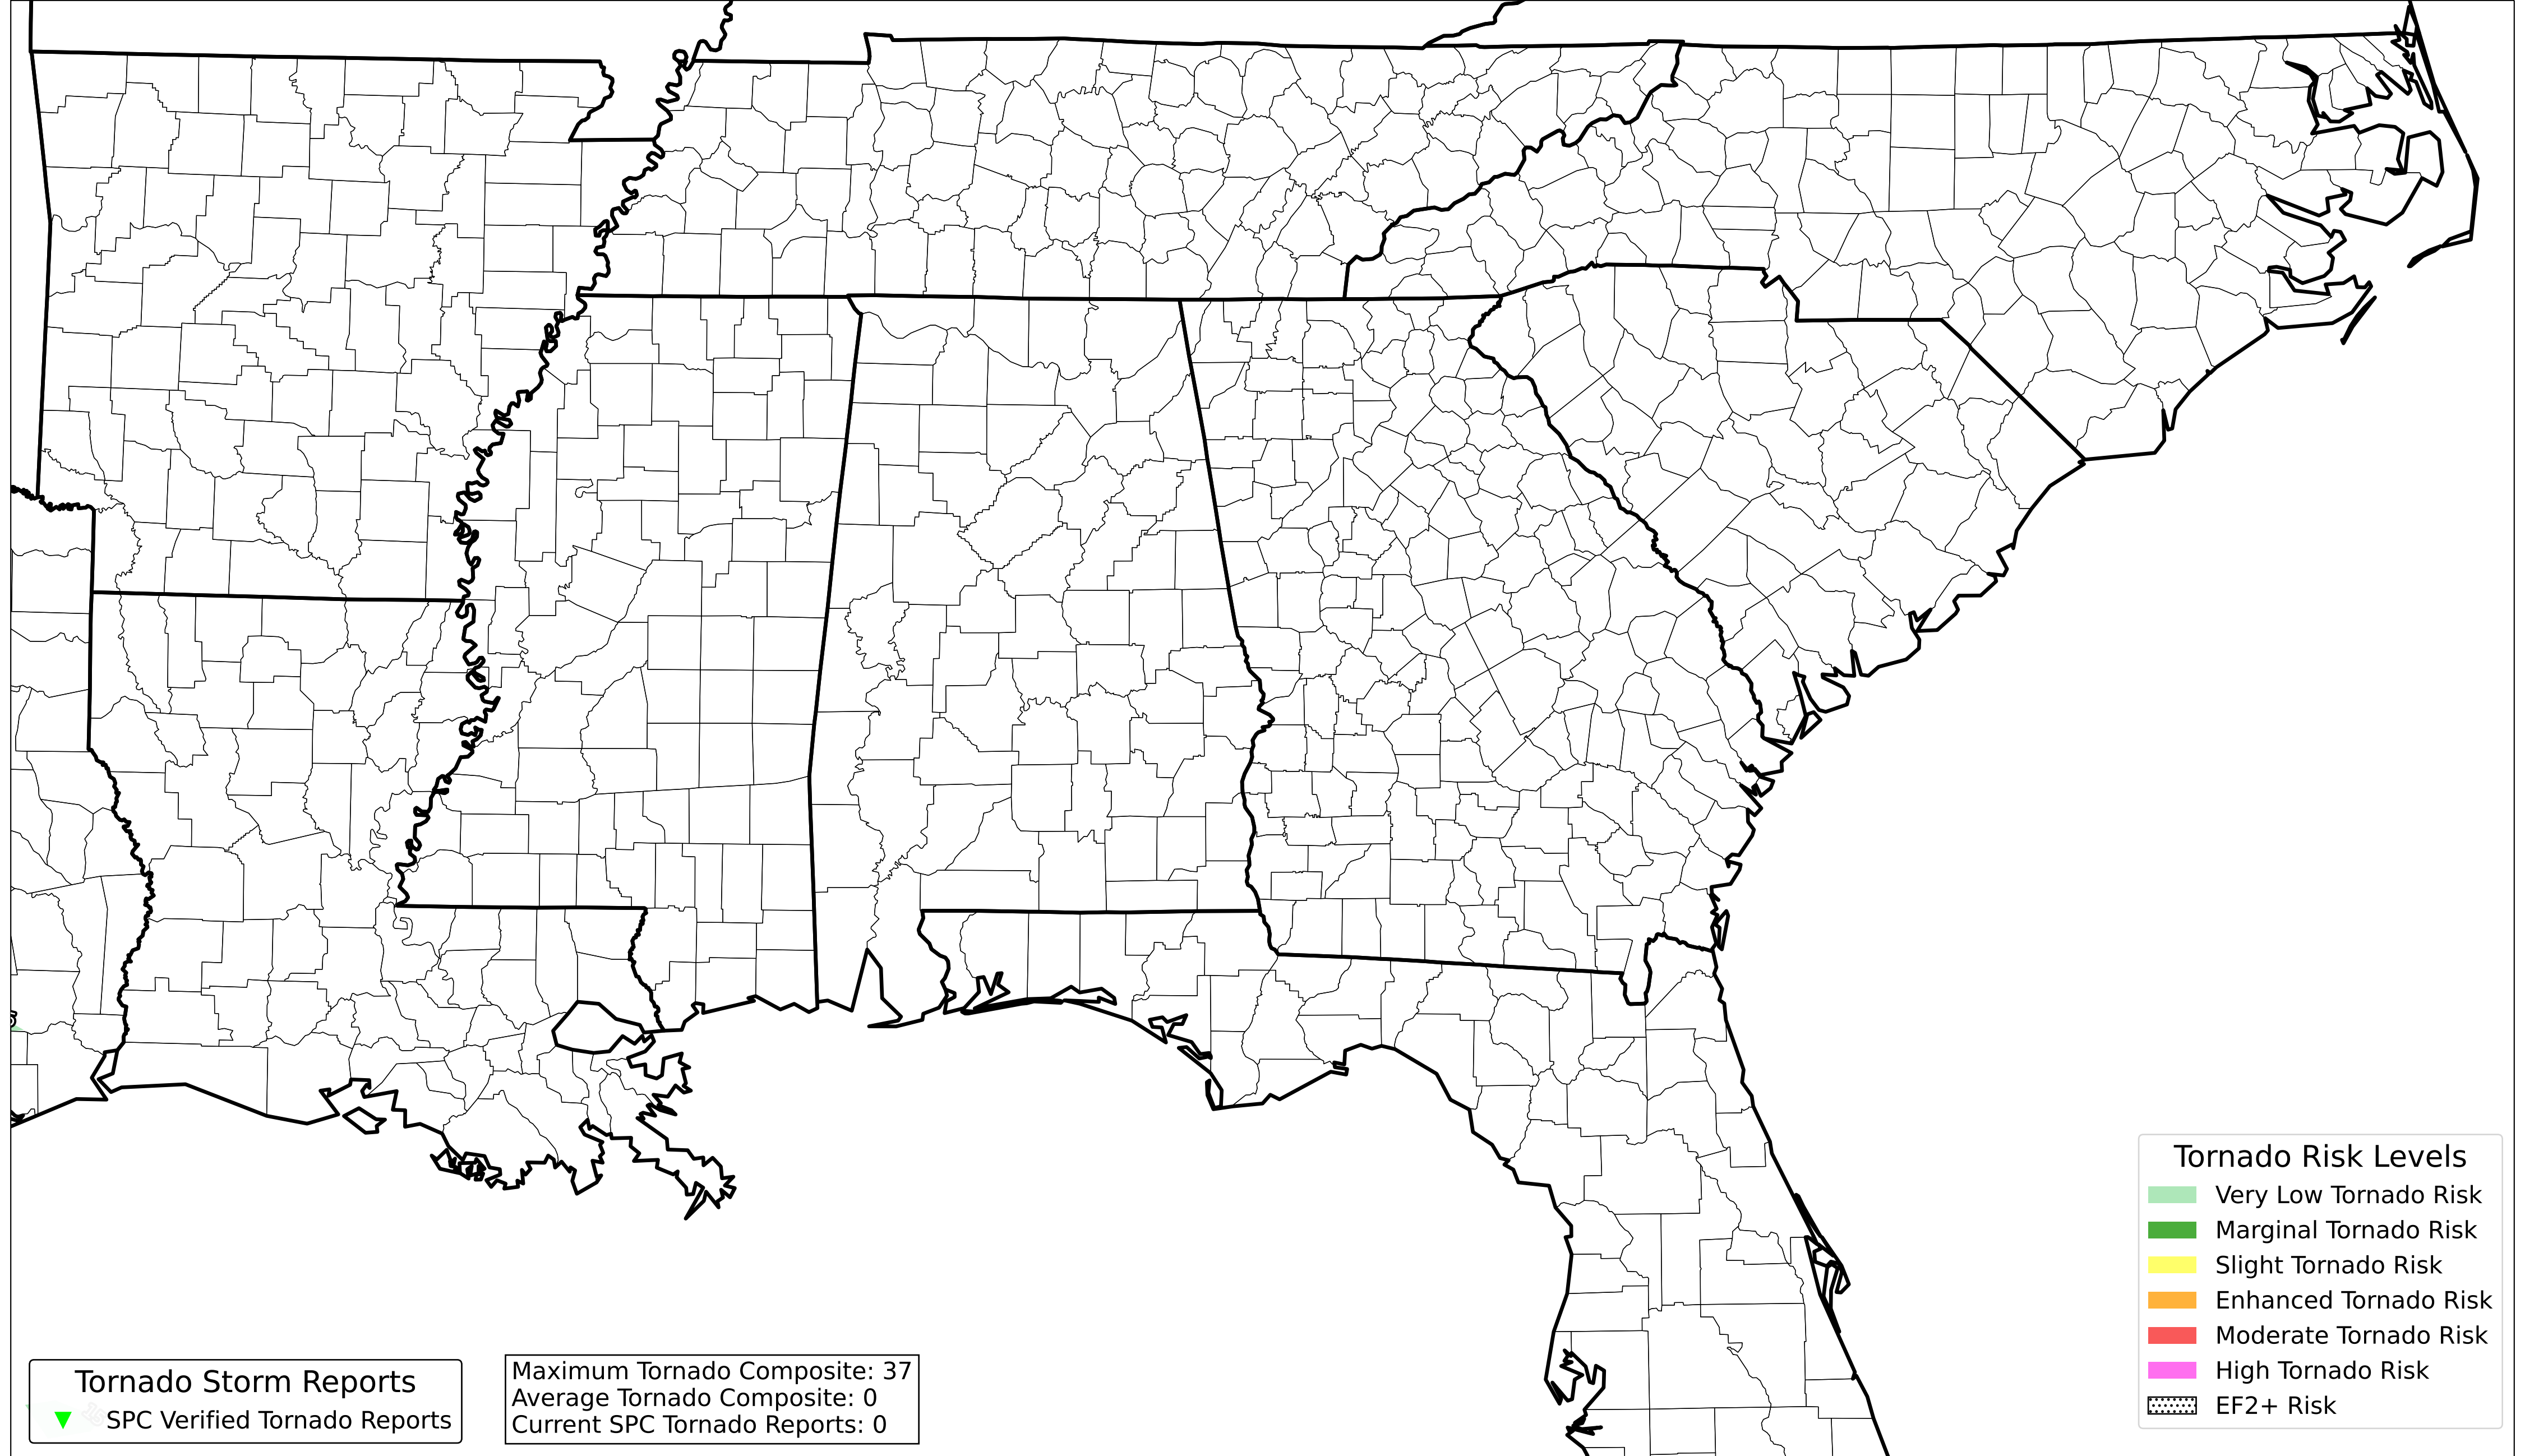 Tornado Risk Levels
Very Low Tornado Risk
Marginal Tornado Risk
Slight Tornado Risk
Enhanced Tornado Risk
Moderate Tornado Risk
High Tornado Risk
EF2+ Risk
Tornado Storm Reports
SPC Verified Tornado Reports
Maximum Tornado Composite: 37
Average Tornado Composite: 0
Current SPC Tornado Reports: 0